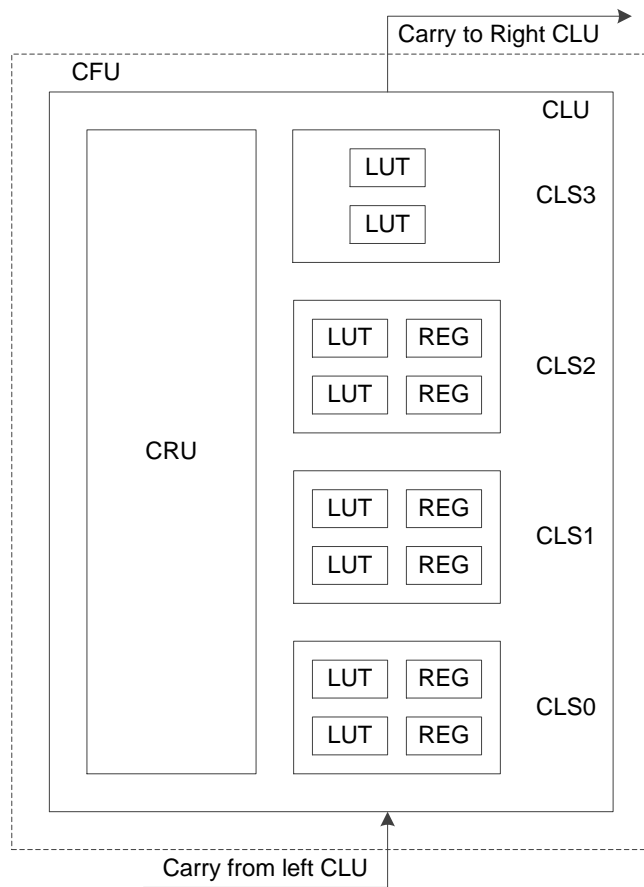 Carry to Right CLU
CFU
CLU
LUT
LUT
CLS3
LUT REG
LUT REG
CLS2
CRU
LUT REG
LUT REG
CLS1
LUT REG
LUT REG
CLS0
Carry from left CLU